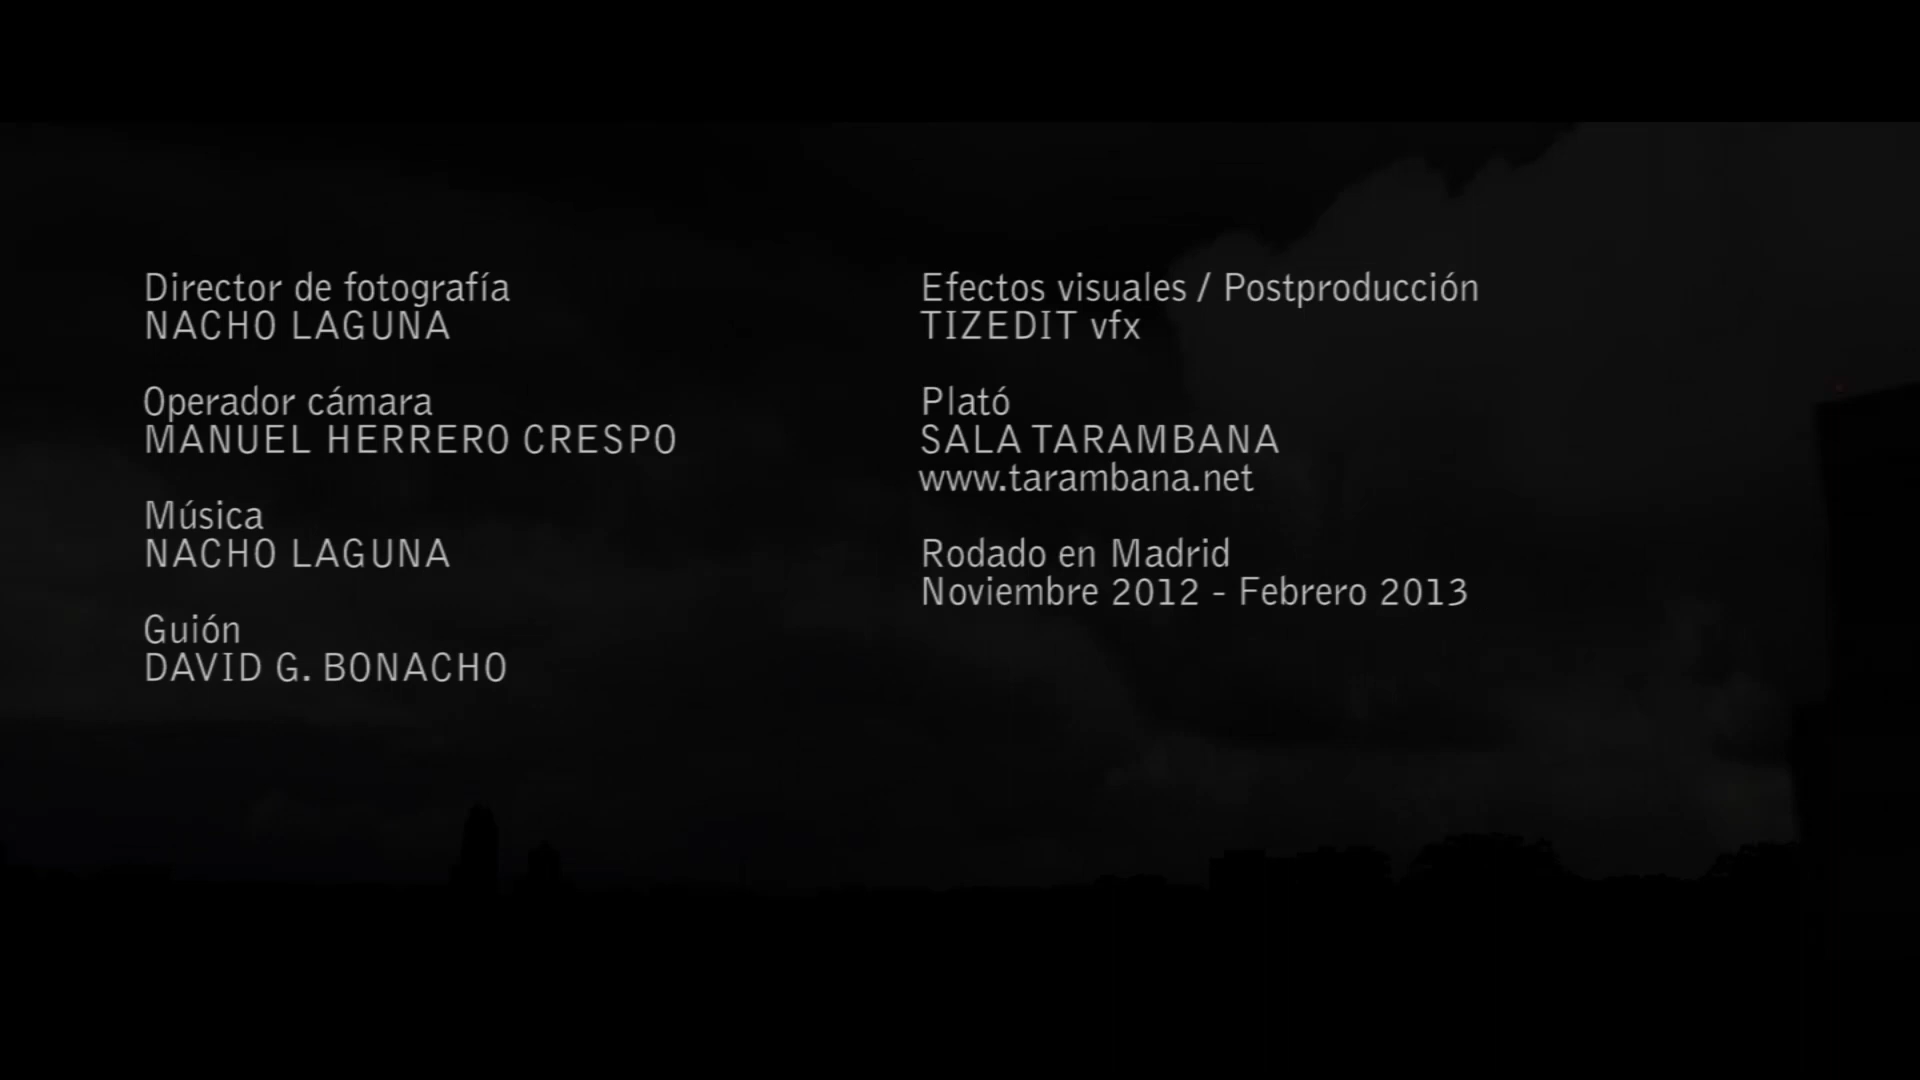 Director de fotografía
NACHO LAGUNA
Operador cámara
MANUEL HERRERO CRESPO
Música
NACHO LAGUNA
Guión
DAVID G. BONACHO
Efectos visuales / Postproducción
TIZEDIT vfx
Plató
SALA TARAMBANA
www.tarambana.net
Rodado en Madrid
Noviembre 2012 - Febrero 2013